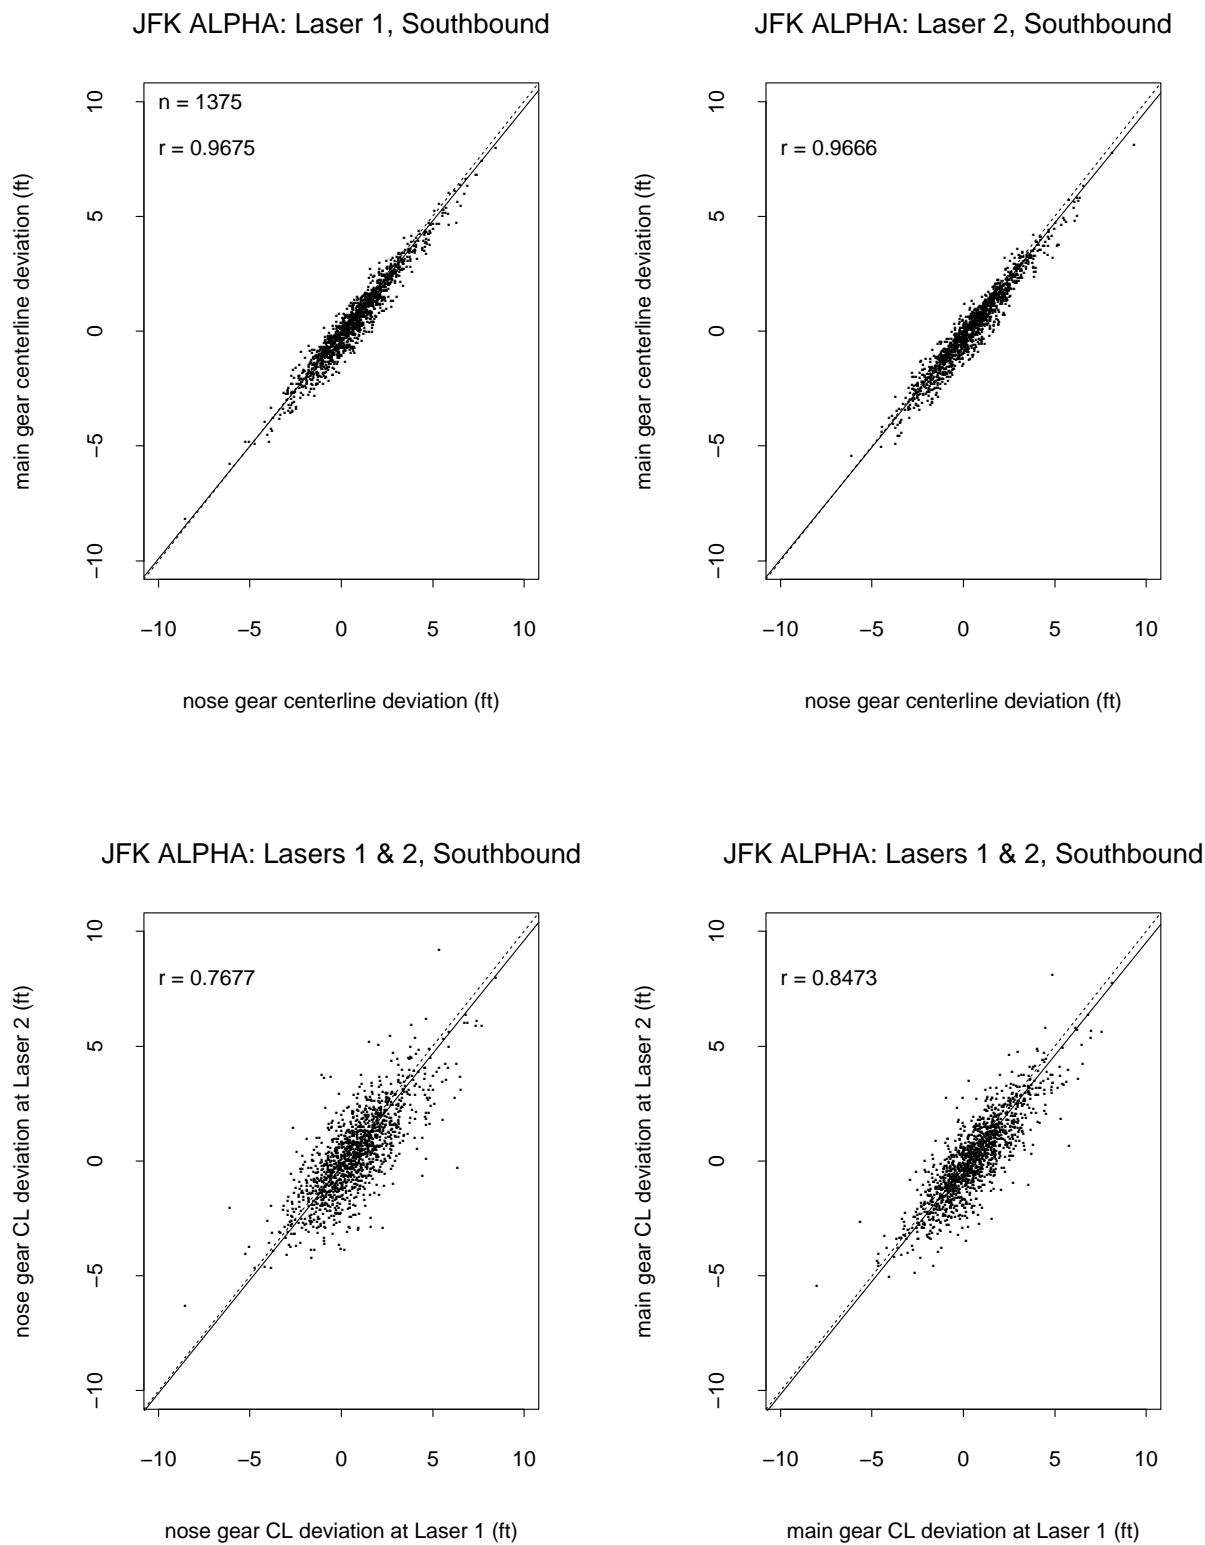 JFK ALPHA: Laser 1, Southbound
n = 1375
r = 0.9675
main gear centerline deviation (ft)
10
5
0
−5
−10
−10 −5 0 5 10
nose gear centerline deviation (ft)
JFK ALPHA: Laser 2, Southbound
r = 0.9666
main gear centerline deviation (ft)
10
5
0
−5
−10
−10 −5 0 5 10
nose gear centerline deviation (ft)
JFK ALPHA: Lasers 1 & 2, Southbound
r = 0.7677
nose gear CL deviation at Laser 2 (ft)
10
5
0
−5
−10
−10 −5 0 5 10
nose gear CL deviation at Laser 1 (ft)
JFK ALPHA: Lasers 1 & 2, Southbound
r = 0.8473
main gear CL deviation at Laser 2 (ft)
10
5
0
−5
−10
−10 −5 0 5 10
main gear CL deviation at Laser 1 (ft)